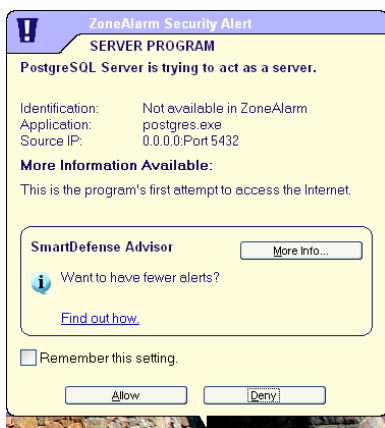 ZoneAlarm Security Alert
SERVER PROGRAM
PostgreSQL Server is trying to act as a server.
Identification: Not available in ZoneAlarm
Application: postgres.exe
Source IP: 0.0.0.0:Port 5432
More Information Available:
This is the program's first attempt to access the Internet.
SmartDefense Advisor
More Info...
Want to have fewer alerts?
Find out how.
Remember this setting.
Allow Deny